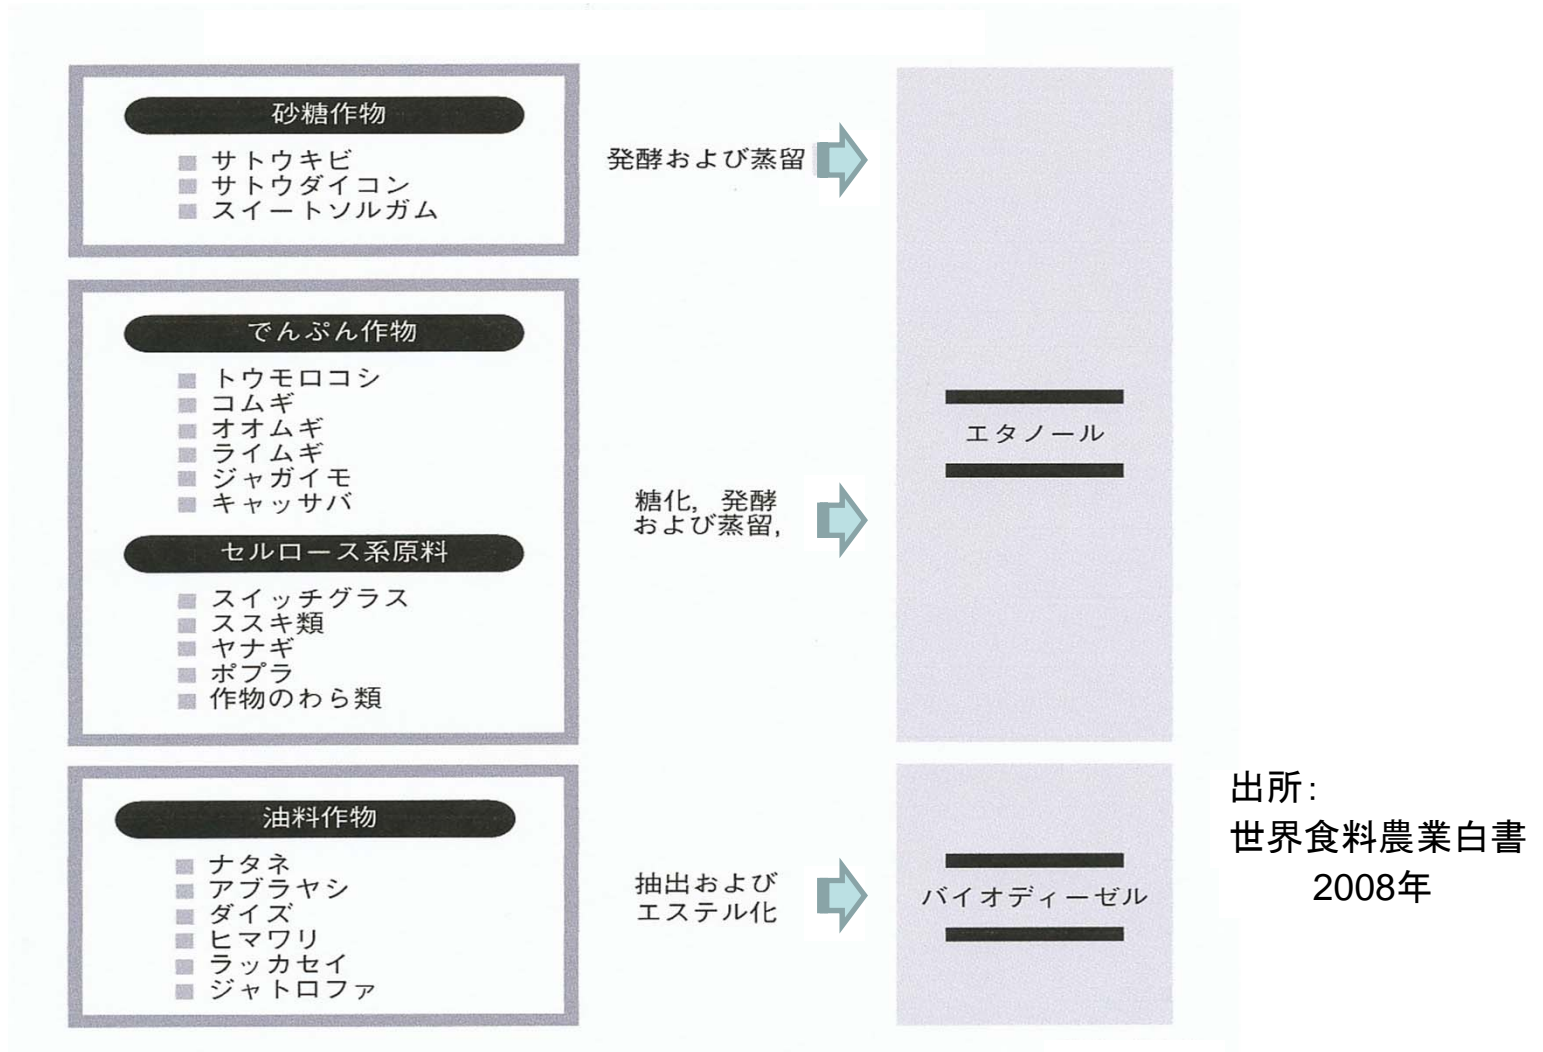 砂糖作物
サトウキビ
サトウダイコン
スイートソルガム
発酵および蒸留
でんぷん作物
トウモロコシ
コムギ
オオムギ
ライムギ
ジャガイモ
キャッサバ
セルロース系原料
スイッチグラス
ススキ類
ヤナギ
ポプラ
作物のわら類
糖化，発酵
および蒸留，
エタノール
油料作物
ナタネ
アブラヤシ
ダイズ
ヒマワリ
ラッカセイ
ジャトロファ
抽出および
エステル化
バイオディーゼル
出所：
世界食料農業白書
2008年